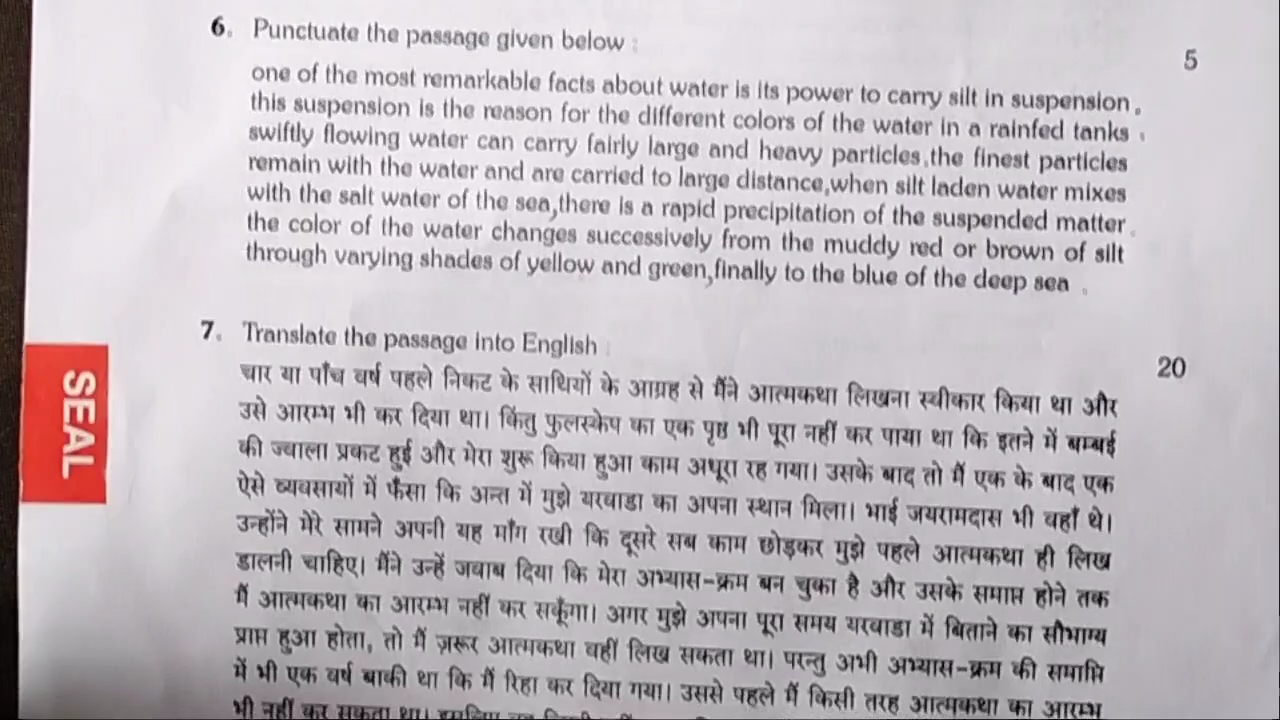 6. Punctuate the passage given below :
5
one of the most remarkable facts about water is its power to carry silt in suspension.
this suspension is the reason for the different colors of the water in a rainfed tanks .
swiftly flowing water can carry fairly large and heavy particles,the finest particles
remain with the water and are carried to large distance,when silt laden water mixes
with the salt water of the sea,there is a rapid precipitation of the suspended matter.
the color of the water changes successively from the muddy red or brown of silt
through varying shades of yellow and green,finally to the blue of the deep sea .
7. Translate the passage into English :
20
चार या पाँच वर्ष पहले निकट के साथियों के आग्रह से मैंने आत्मकथा लिखना स्वीकार किया था और
उसे आरम्भ भी कर दिया था। किंतु फुलस्केप का एक पृष्ठ भी पूरा नहीं कर पाया था कि इतने में बम्बई
की ज्वाला प्रकट हुई और मेरा शुरू किया हुआ काम अधूरा रह गया। उसके बाद तो मैं एक के बाद एक
ऐसे व्यवसायों में फँसा कि अन्त में मुझे यरवाडा का अपना स्थान मिला। भाई जयरामदास भी वहाँ थे।
उन्होंने मेरे सामने अपनी यह माँग रखी कि दूसरे सब काम छोड़कर मुझे पहले आत्मकथा ही लिख
डालनी चाहिए। मैंने उन्हें जवाब दिया कि मेरा अभ्यास-क्रम बन चुका है और उसके समाप्त होने तक
मैं आत्मकथा का आरम्भ नहीं कर सकूँगा। अगर मुझे अपना पूरा समय यरवाडा में बिताने का सौभाग्य
प्राप्त हुआ होता, तो मैं ज़रूर आत्मकथा वहीं लिख सकता था। परन्तु अभी अभ्यास-क्रम की समाप्ति
में भी एक वर्ष बाकी था कि मैं रिहा कर दिया गया। उससे पहले मैं किसी तरह आत्मकथा का आरम्भ
भी नहीं कर सकता था।
SEAL